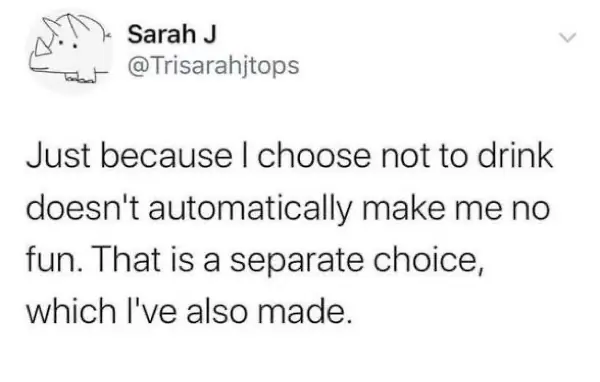 Sarah J
@Trisarahjtops
Just because I choose not to drink
doesn't automatically make me no
fun. That is a separate choice,
which I've also made.